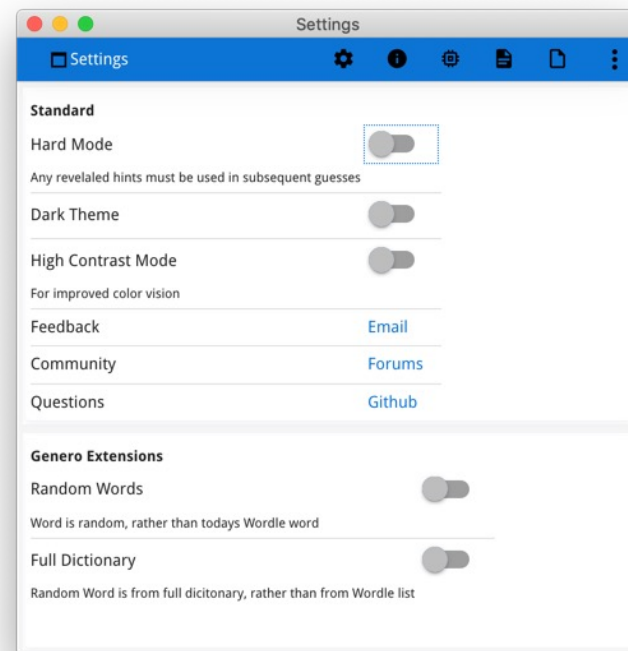 Settings
Settings
Standard
Hard Mode
Any revelaled hints must be used in subsequent guesses
Dark Theme
High Contrast Mode
For improved color vision
Feedback Email
Community Forums
Questions Github
Genero Extensions
Random Words
Word is random, rather than todays Wordle word
Full Dictionary
Random Word is from full dicitonary, rather than from Wordle list